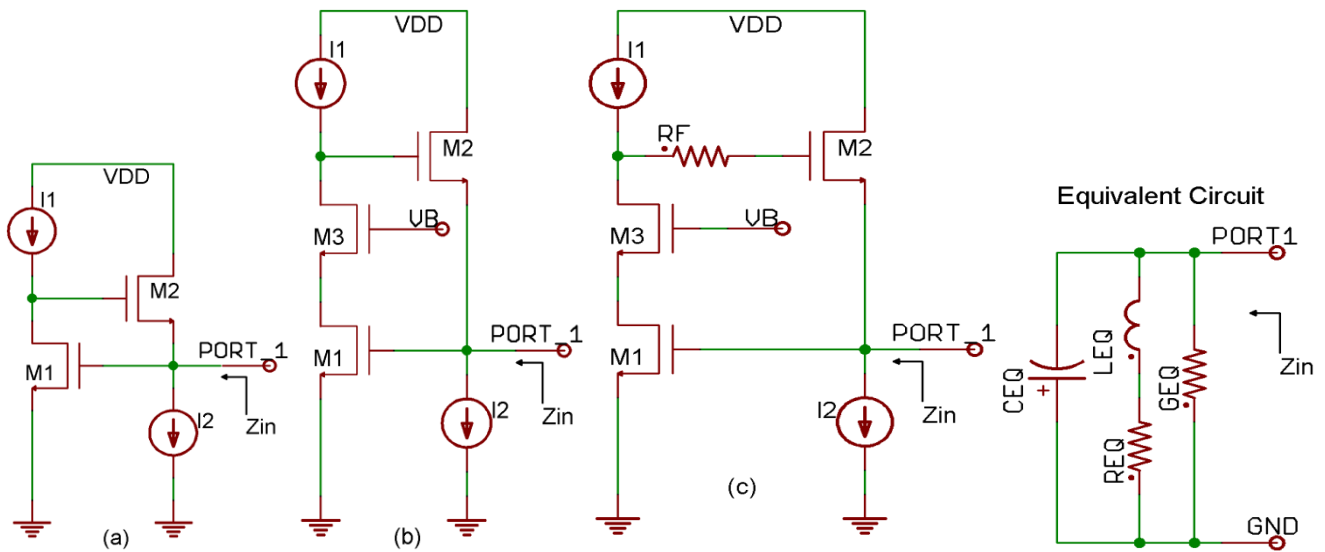 VDD
I1
M2
M1
PORT_1
I2
Zin
(a)
VDD
I1
M2
M3
VB
M1
PORT_1
I2
Zin
(b)
VDD
I1
RF
M2
M3
VB
M1
PORT_1
I2
Zin
(c)
Equivalent Circuit
PORT1
Zin
CEQ
+
LEQ
REQ
GEQ
GND